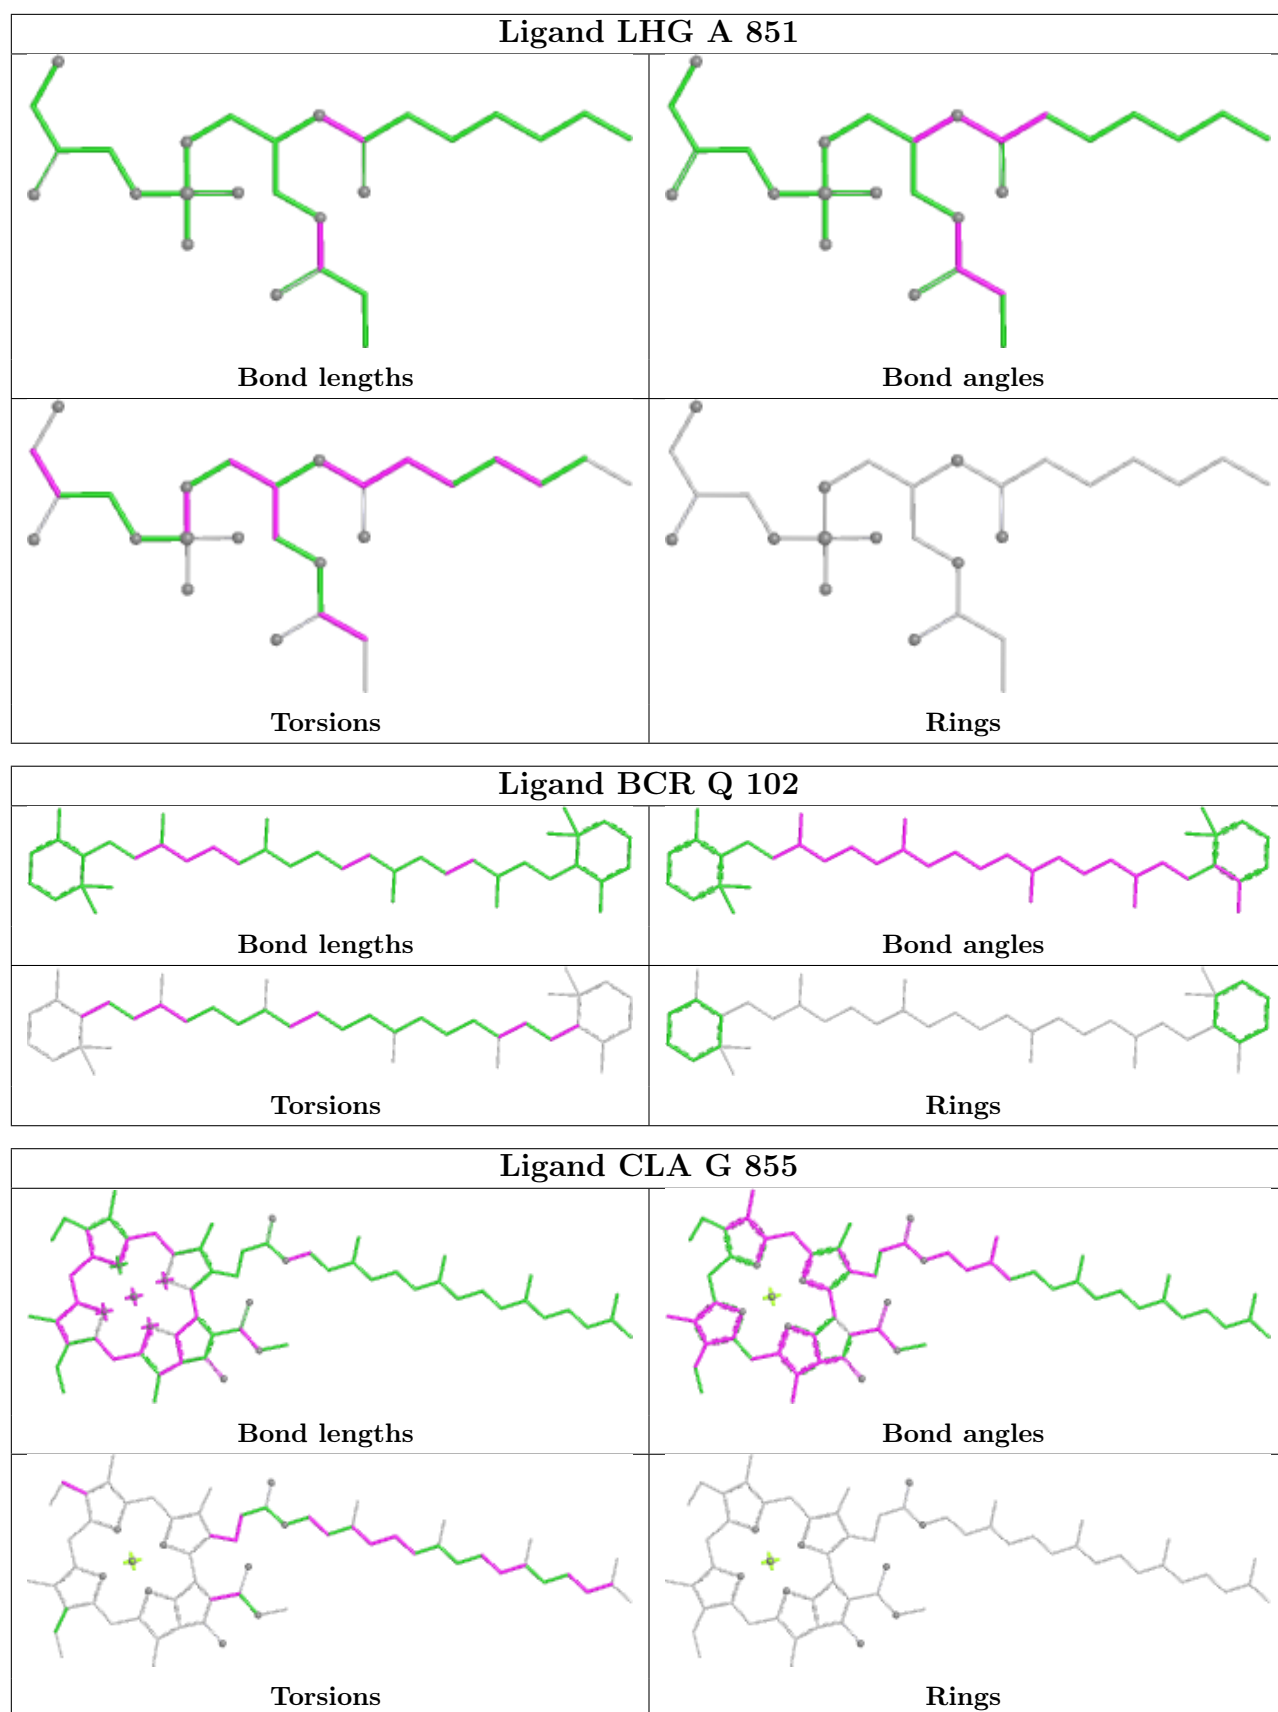 Ligand LHG A 851
Bond lengths
Bond angles
Torsions
Rings
Ligand BCR Q 102
Bond lengths
Bond angles
Torsions
Rings
Ligand CLA G 855
Bond lengths
Bond angles
Torsions
Rings